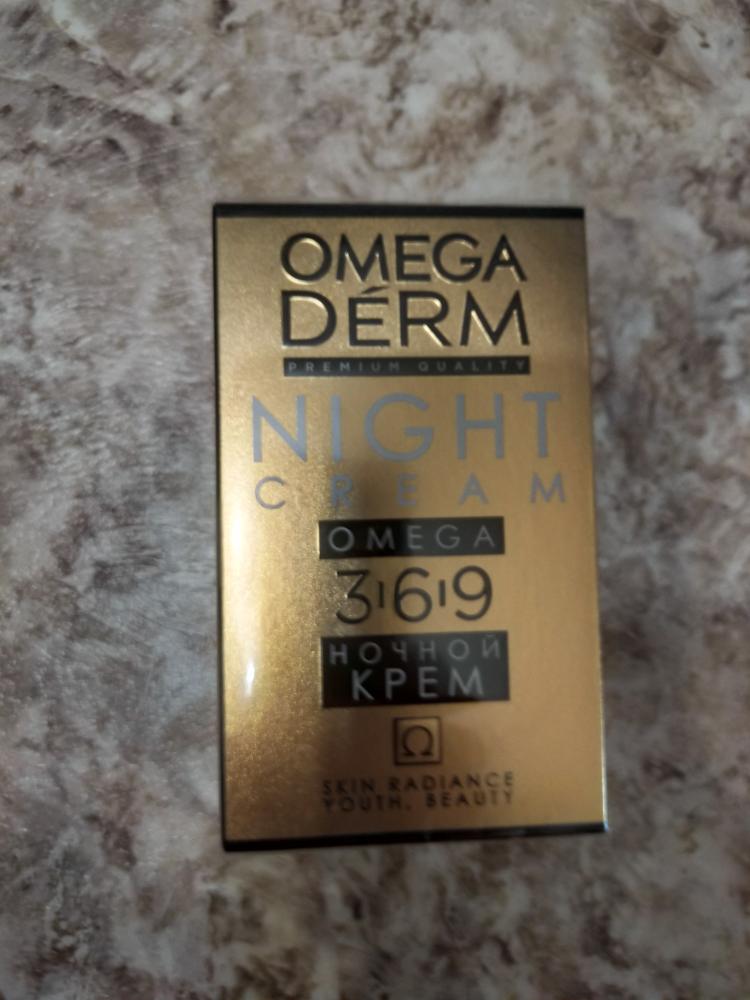 OMEGA
DÉRM
PREMIUM QUALITY
NIGHT
CREAM
OMEGA
3|6|9
НОЧНОЙ
КРЕМ
Ω
SKIN RADIANCE
YOUTH, BEAUTY